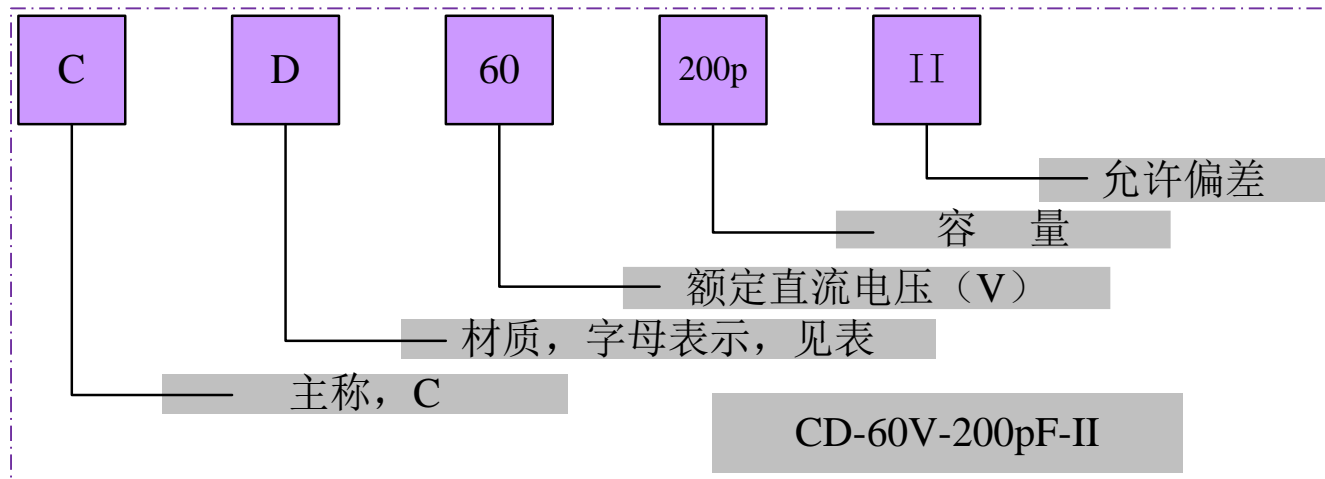 C D 60 200p II
允许偏差
容 量
额定直流电压（V）
材质，字母表示，见表
主称，C
CD-60V-200pF-II